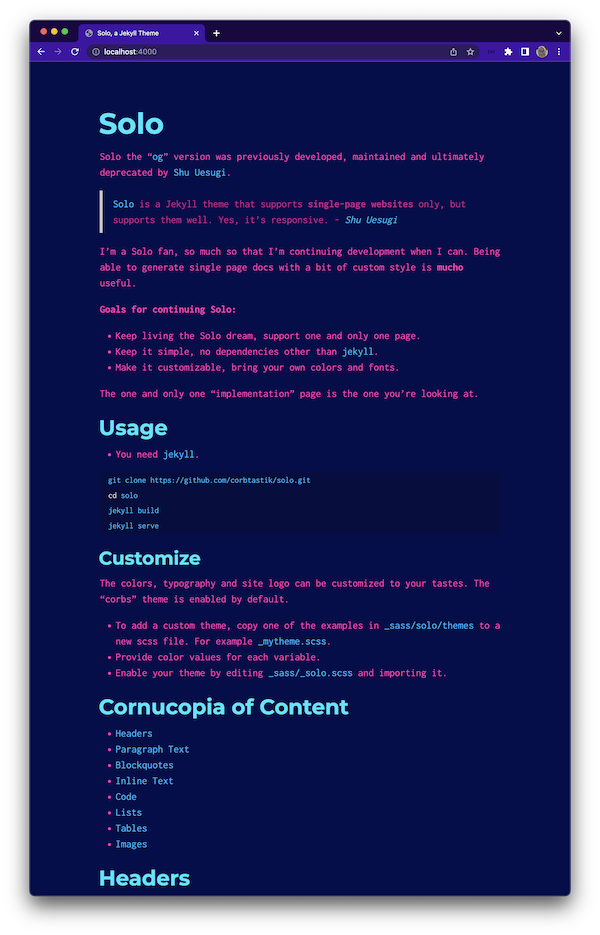 Solo, a Jekyll Theme
localhost:4000
Solo
Solo the “og” version was previously developed, maintained and ultimately
deprecated by Shu Uesugi.
Solo is a Jekyll theme that supports single-page websites only, but
supports them well. Yes, it’s responsive. - Shu Uesugi
I’m a Solo fan, so much so that I’m continuing development when I can. Being
able to generate single page docs with a bit of custom style is mucho
useful.
Goals for continuing Solo:
• Keep living the Solo dream, support one and only one page.
• Keep it simple, no dependencies other than jekyll.
• Make it customizable, bring your own colors and fonts.
The one and only one “implementation” page is the one you’re looking at.
Usage
• You need jekyll.
git clone https://github.com/corbtastik/solo.git
cd solo
jekyll build
jekyll serve
Customize
The colors, typography and site logo can be customized to your tastes. The
“corbs” theme is enabled by default.
• To add a custom theme, copy one of the examples in _sass/solo/themes to a
new scss file. For example _mytheme.scss.
• Provide color values for each variable.
• Enable your theme by editing _sass/_solo.scss and importing it.
Cornucopia of Content
• Headers
• Paragraph Text
• Blockquotes
• Inline Text
• Code
• Lists
• Tables
• Images
Headers